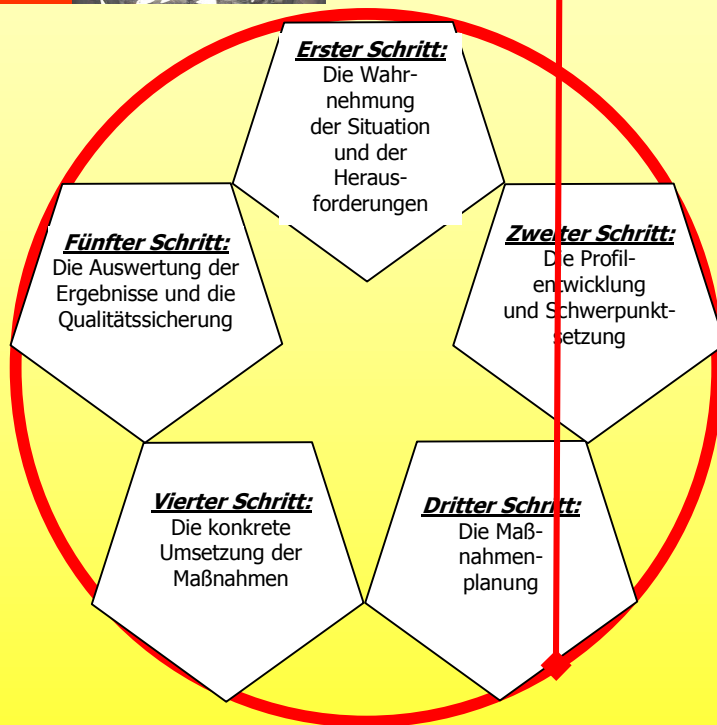 Erster Schritt:
Die Wahr-
nehmung
der Situation
und der
Heraus-
forderungen
Zweiter Schritt:
Die Profil-
entwicklung
und Schwerpunkt-
setzung
Dritter Schritt:
Die Maß-
nahmen-
planung
Vierter Schritt:
Die konkrete
Umsetzung der
Maßnahmen
Fünfter Schritt:
Die Auswertung der
Ergebnisse und die
Qualitätssicherung